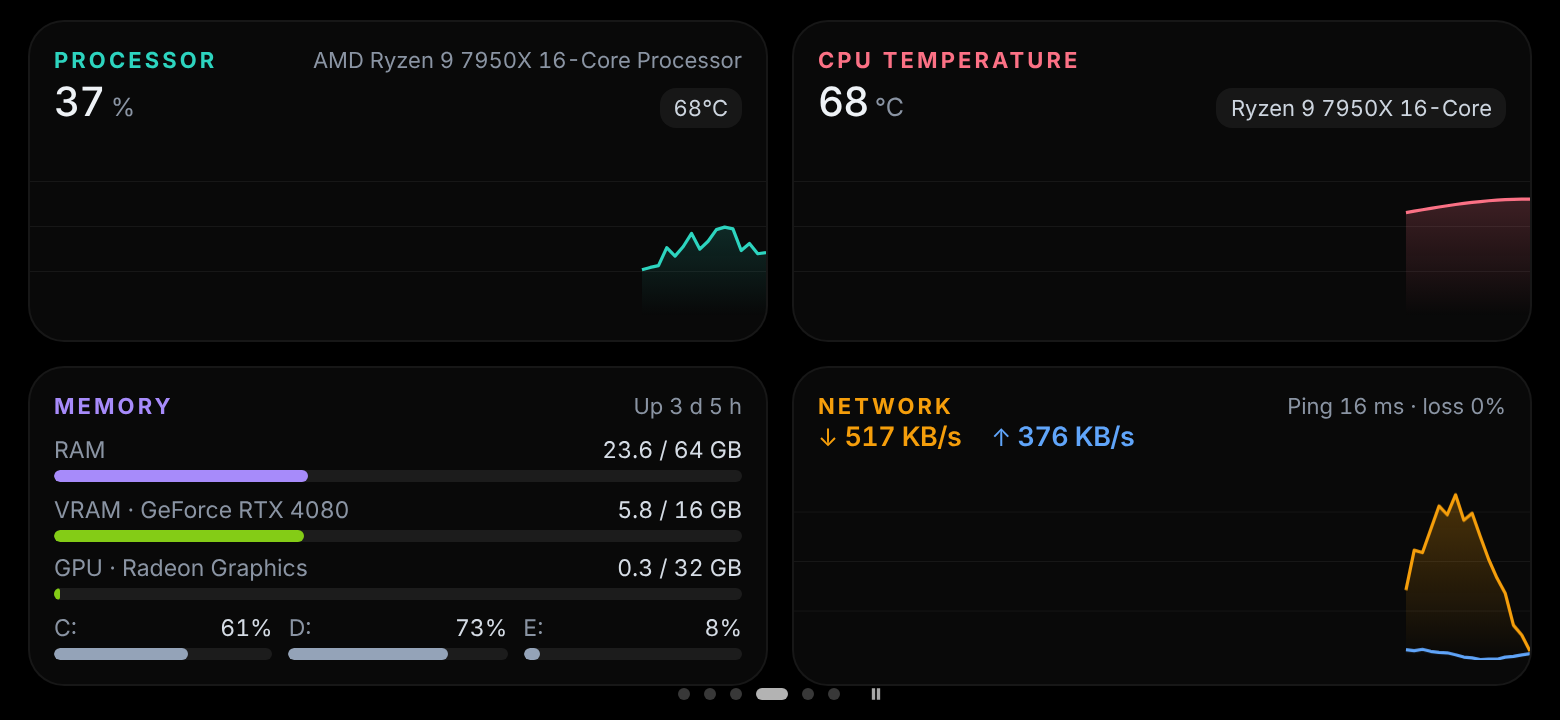 PROCESSOR AMD Ryzen 9 7950X 16-Core Processor
37 % 68°C
CPU TEMPERATURE
68 °C Ryzen 9 7950X 16-Core
MEMORY Up 3 d 5 h
RAM 23.6 / 64 GB
VRAM · GeForce RTX 4080 5.8 / 16 GB
GPU · Radeon Graphics 0.3 / 32 GB
C: 61% D: 73% E: 8%
NETWORK Ping 16 ms · loss 0%
↓ 517 KB/s ↑ 376 KB/s